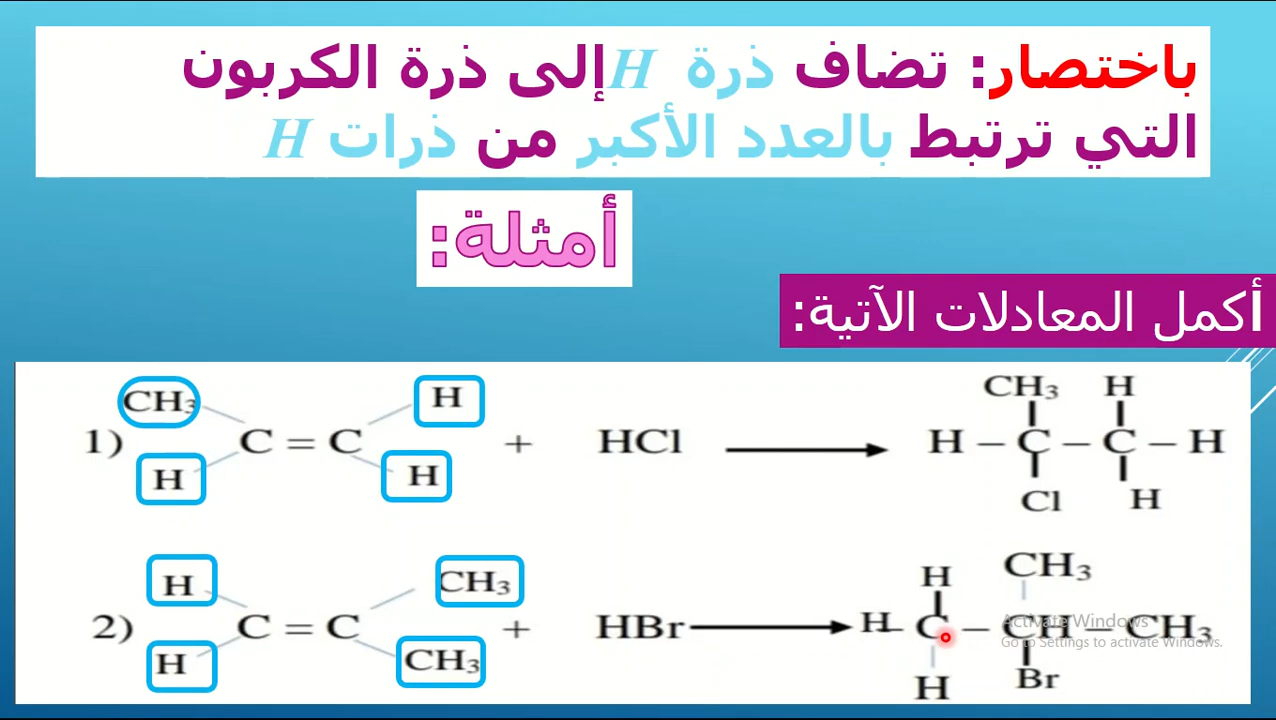 باختصار: تضاف ذرة H إلى ذرة الكربون
التي ترتبط بالعدد الأكبر من ذرات H
أمثلة:
أكمل المعادلات الآتية:
CH₃ H CH₃ H
1) C = C + HCl H – C – C – H
H H Cl H
H CH₃ H CH₃
2) C = C + HBr H – C – CH – CH₃
H CH₃ H Br
Activate Windows
Go to Settings to activate Windows.